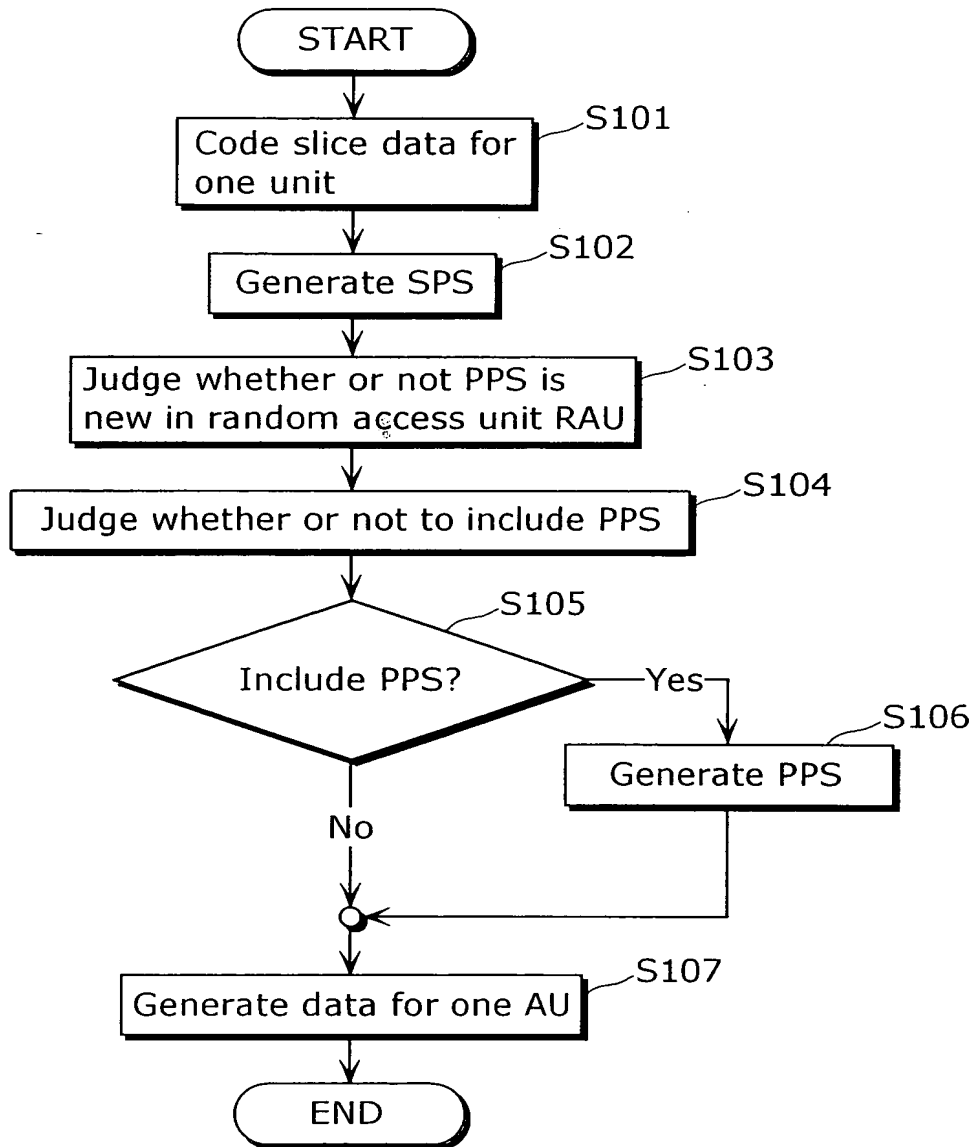 START
S101
Code slice data for
one unit
S102
Generate SPS
S103
Judge whether or not PPS is
new in random access unit RAU
S104
Judge whether or not to include PPS
S105
Include PPS?
Yes
S106
Generate PPS
No
S107
Generate data for one AU
END